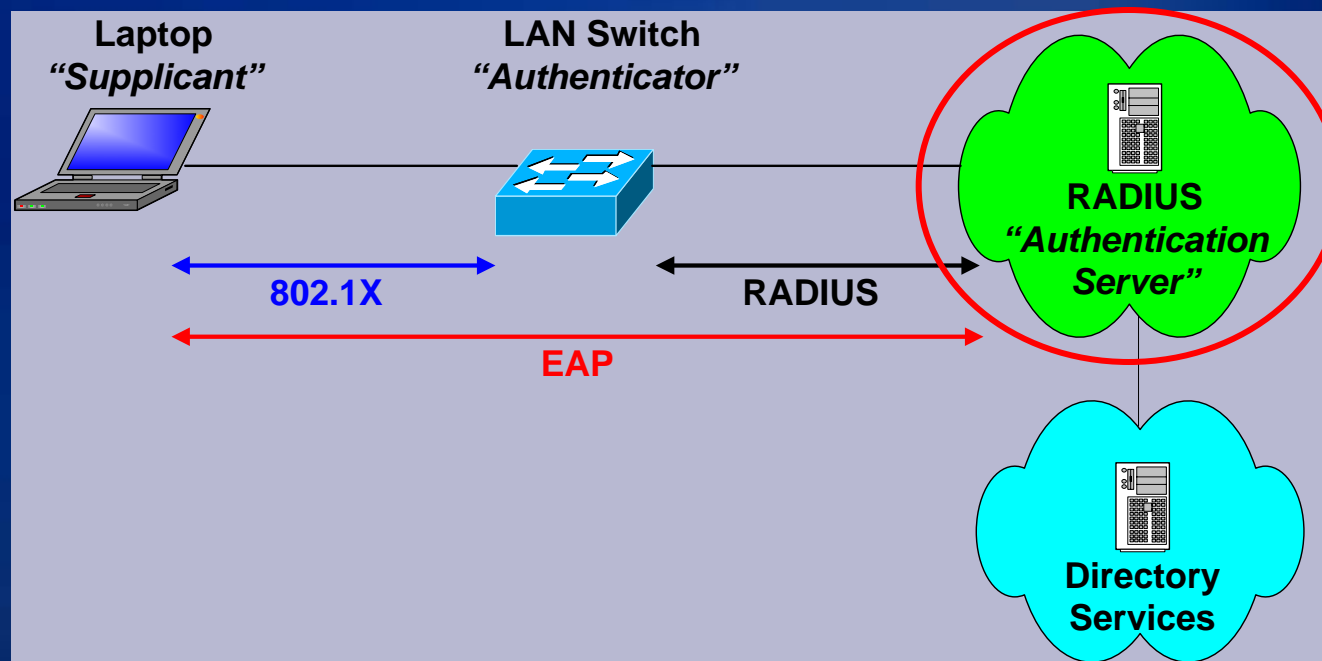 Laptop
“Supplicant”
LAN Switch
“Authenticator”
RADIUS
“Authentication
Server”
802.1X
RADIUS
EAP
Directory
Services